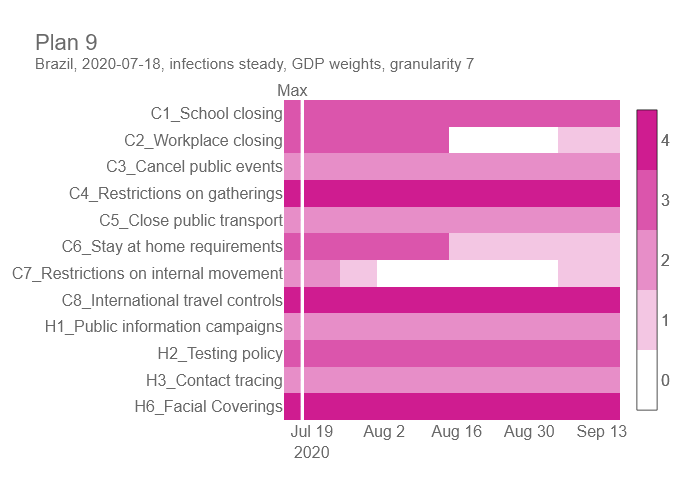 Plan 9
Brazil, 2020-07-18, infections steady, GDP weights, granularity 7
Max
C1_School closing
C2_Workplace closing
C3_Cancel public events
C4_Restrictions on gatherings
C5_Close public transport
C6_Stay at home requirements
C7_Restrictions on internal movement
C8_International travel controls
H1_Public information campaigns
H2_Testing policy
H3_Contact tracing
H6_Facial Coverings
Jul 19 Aug 2 Aug 16 Aug 30 Sep 13
2020
4
3
2
1
0